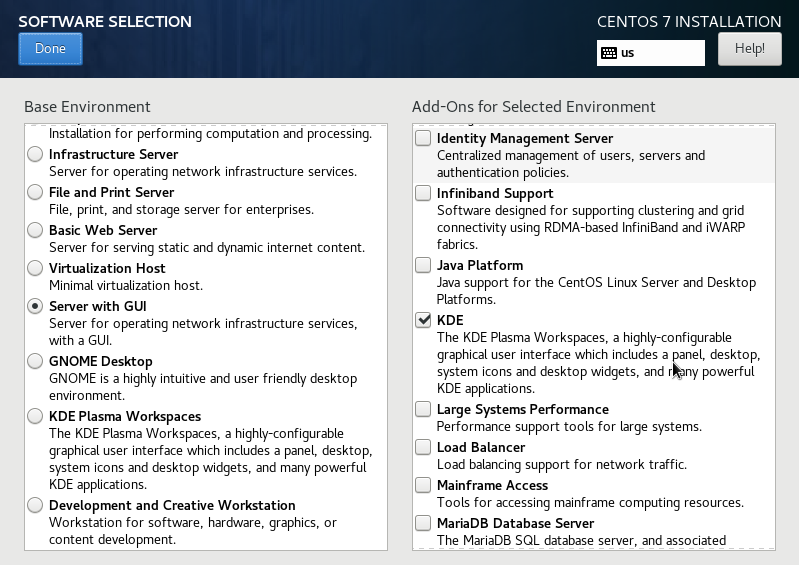 SOFTWARE SELECTION
Done
CENTOS 7 INSTALLATION
us
Help!
Base Environment
Installation for performing computation and processing.
Infrastructure Server
Server for operating network infrastructure services.
File and Print Server
File, print, and storage server for enterprises.
Basic Web Server
Server for serving static and dynamic internet content.
Virtualization Host
Minimal virtualization host.
Server with GUI
Server for operating network infrastructure services,
with a GUI.
GNOME Desktop
GNOME is a highly intuitive and user friendly desktop
environment.
KDE Plasma Workspaces
The KDE Plasma Workspaces, a highly-configurable
graphical user interface which includes a panel, desktop,
system icons and desktop widgets, and many powerful
KDE applications.
Development and Creative Workstation
Workstation for software, hardware, graphics, or
content development.
Add-Ons for Selected Environment
Identity Management Server
Centralized management of users, servers and
authentication policies.
Infiniband Support
Software designed for supporting clustering and grid
connectivity using RDMA-based InfiniBand and iWARP
fabrics.
Java Platform
Java support for the CentOS Linux Server and Desktop
Platforms.
KDE
The KDE Plasma Workspaces, a highly-configurable
graphical user interface which includes a panel, desktop,
system icons and desktop widgets, and many powerful
KDE applications.
Large Systems Performance
Performance support tools for large systems.
Load Balancer
Load balancing support for network traffic.
Mainframe Access
Tools for accessing mainframe computing resources.
MariaDB Database Server
The MariaDB SQL database server, and associated